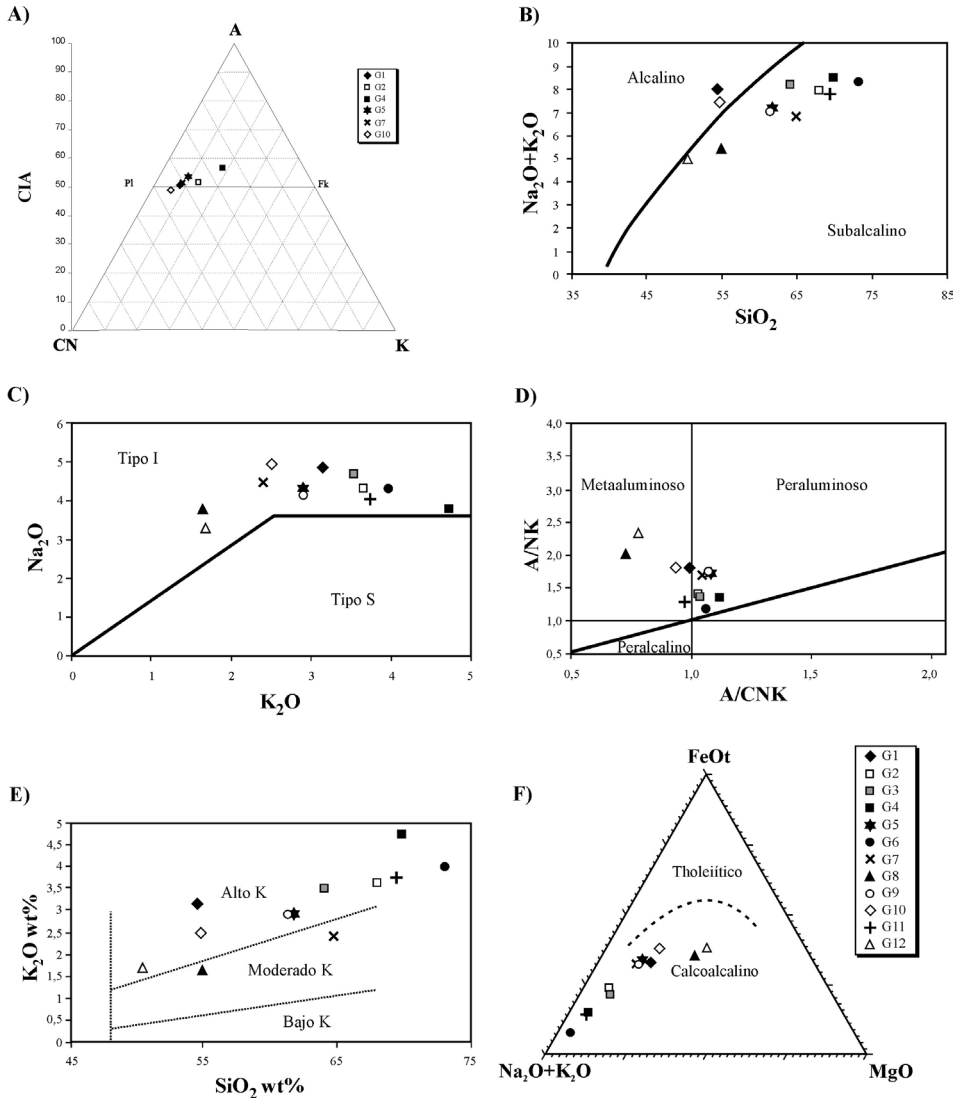 A)
A
100
90
80
70
60
50
40
30
20
10
0
CIA
Pl
Fk
CN
K
G1
G2
G4
G5
G7
G10
B)
Na₂O+K₂O
10
9
8
7
6
5
4
3
2
1
0
Alcalino
Subalcalino
35 45 55 65 75 85
SiO₂
C)
Na₂O
6
5
4
3
2
1
0
Tipo I
Tipo S
0 1 2 3 4 5
K₂O
D)
A/NK
4,0
3,5
3,0
2,5
2,0
1,5
1,0
0,5
Metaaluminoso
Peraluminoso
Peralcalino
0,5 1,0 1,5 2,0
A/CNK
E)
K₂O wt%
5
4,5
4
3,5
3
2,5
2
1,5
1
0,5
0
Alto K
Moderado K
Bajo K
45 55 65 75
SiO₂ wt%
F)
FeOt
Tholeiítico
Calcoalcalino
Na₂O+K₂O
MgO
G1
G2
G3
G4
G5
G6
G7
G8
G9
G10
G11
G12